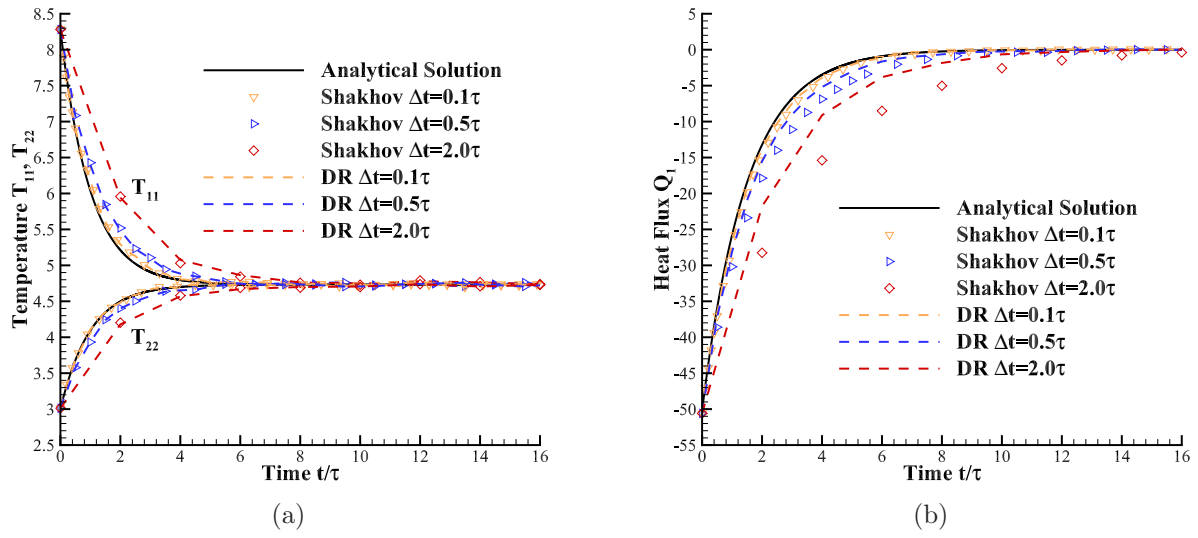 8.5
8
7.5
7
6.5
6
5.5
5
4.5
4
3.5
3
2.5
Temperature T₁₁, T₂₂
Analytical Solution
Shakhov Δt=0.1τ
Shakhov Δt=0.5τ
Shakhov Δt=2.0τ
DR Δt=0.1τ
DR Δt=0.5τ
DR Δt=2.0τ
T₁₁
T₂₂
0 2 4 6 8 10 12 14 16
Time t/τ
(a)
5
0
-5
-10
-15
-20
-25
-30
-35
-40
-45
-50
-55
Heat Flux Q₁
Analytical Solution
Shakhov Δt=0.1τ
Shakhov Δt=0.5τ
Shakhov Δt=2.0τ
DR Δt=0.1τ
DR Δt=0.5τ
DR Δt=2.0τ
0 2 4 6 8 10 12 14 16
Time t/τ
(b)